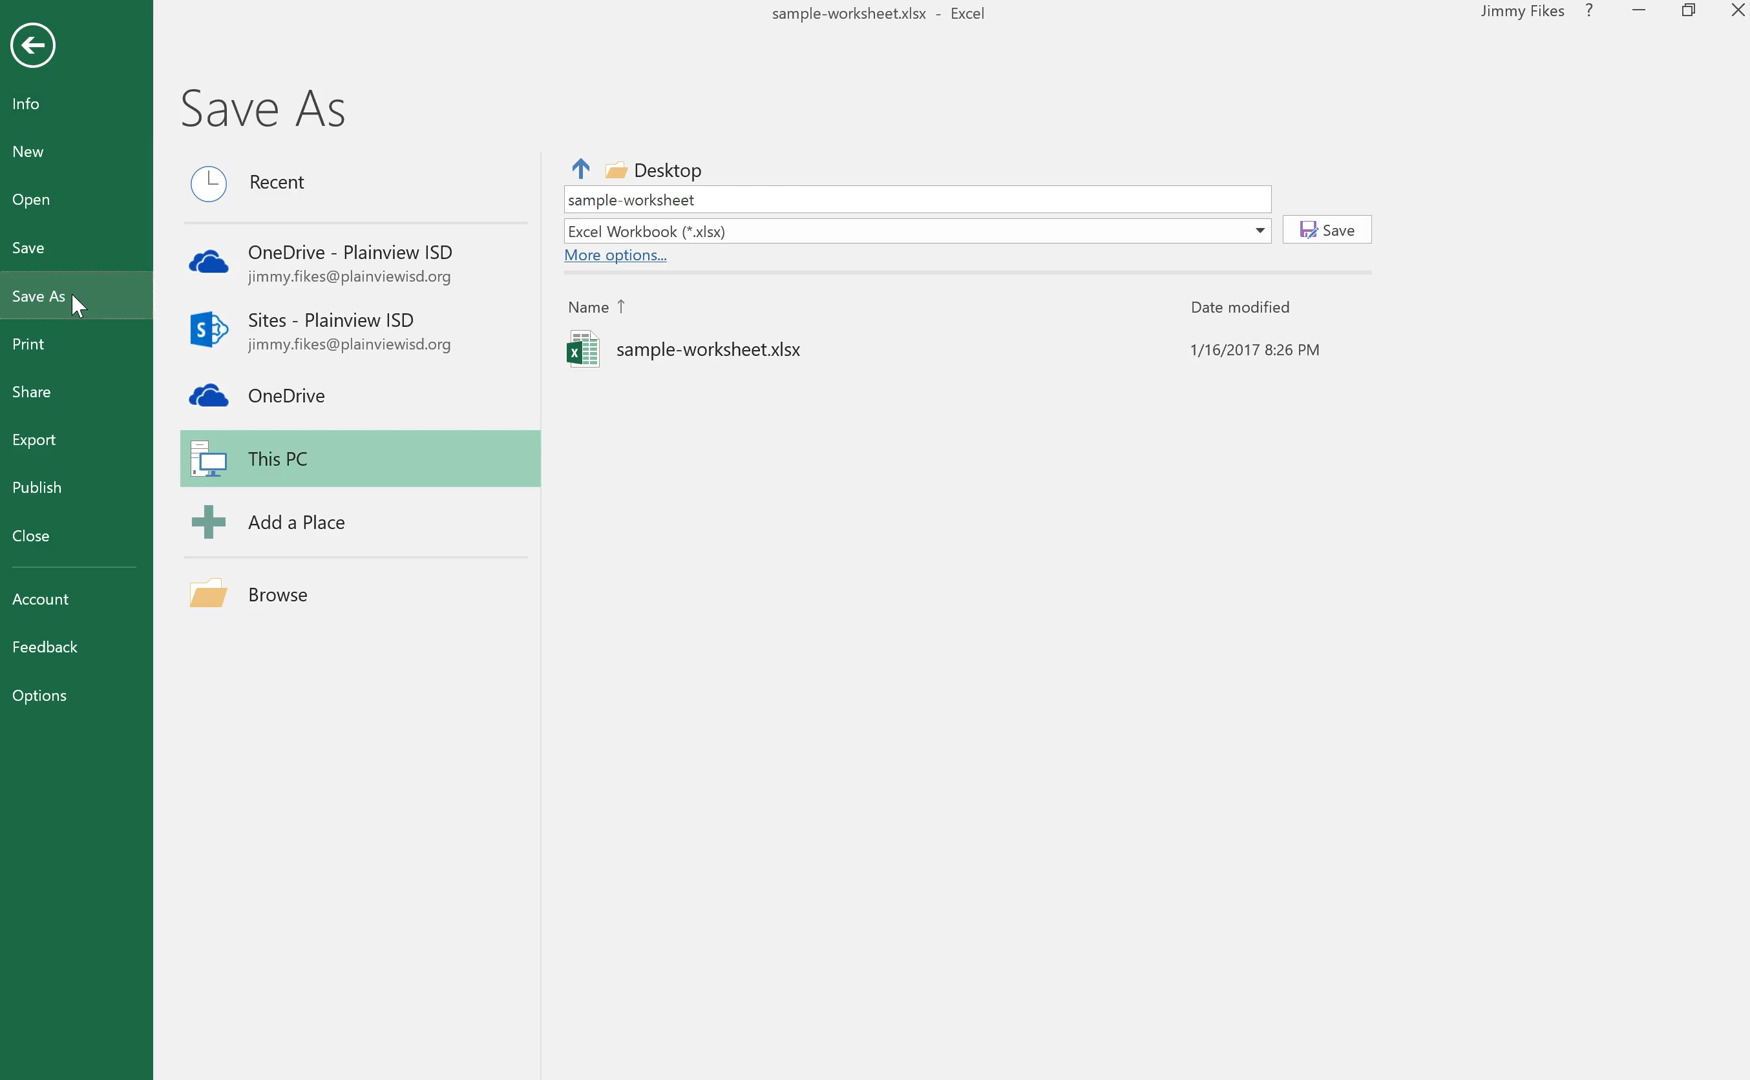 sample-worksheet.xlsx - Excel
Jimmy Fikes ?
Info
New
Open
Save
Save As
Print
Share
Export
Publish
Close
Account
Feedback
Options
Save As
Recent
OneDrive - Plainview ISD
jimmy.fikes@plainviewisd.org
Sites - Plainview ISD
jimmy.fikes@plainviewisd.org
OneDrive
This PC
Add a Place
Browse
Desktop
sample-worksheet
Excel Workbook (*.xlsx)
Save
More options...
Name ↑ Date modified
sample-worksheet.xlsx 1/16/2017 8:26 PM